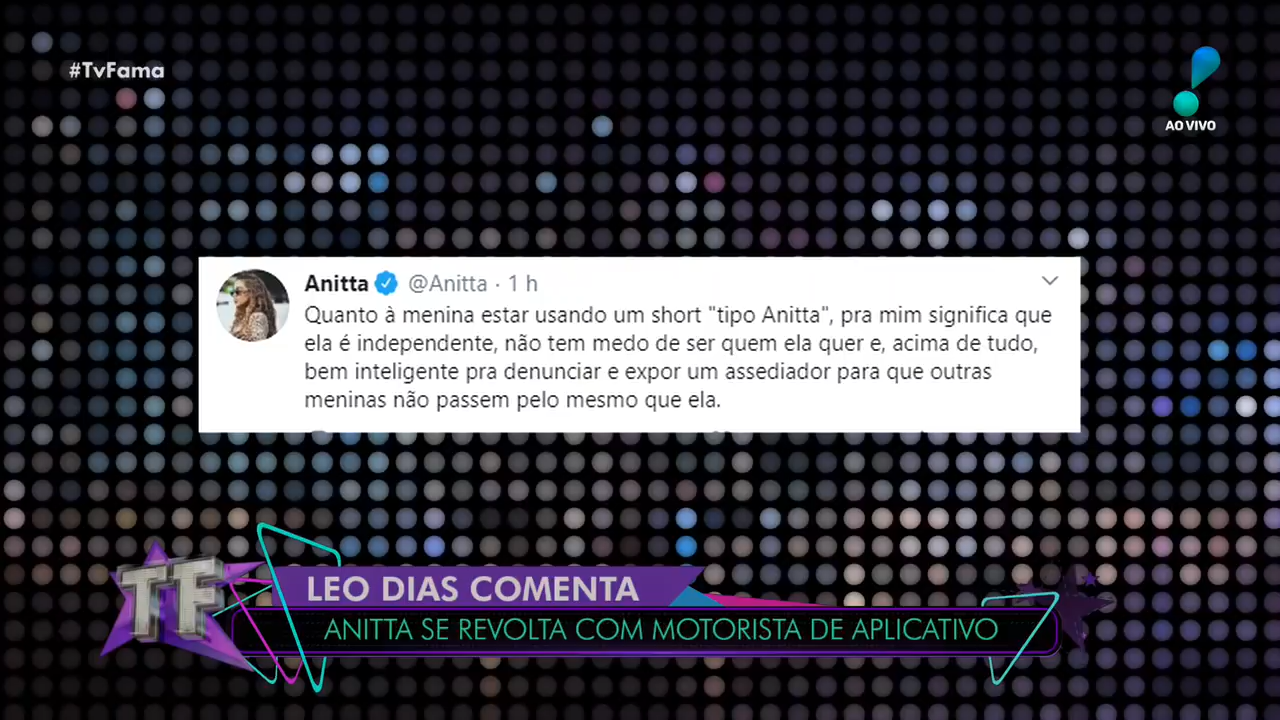 #TvFama
AO VIVO
Anitta @Anitta · 1 h
Quanto à menina estar usando um short "tipo Anitta", pra mim significa que
ela é independente, não tem medo de ser quem ela quer e, acima de tudo,
bem inteligente pra denunciar e expor um assediador para que outras
meninas não passem pelo mesmo que ela.
TF
LEO DIAS COMENTA
ANITTA SE REVOLTA COM MOTORISTA DE APLICATIVO